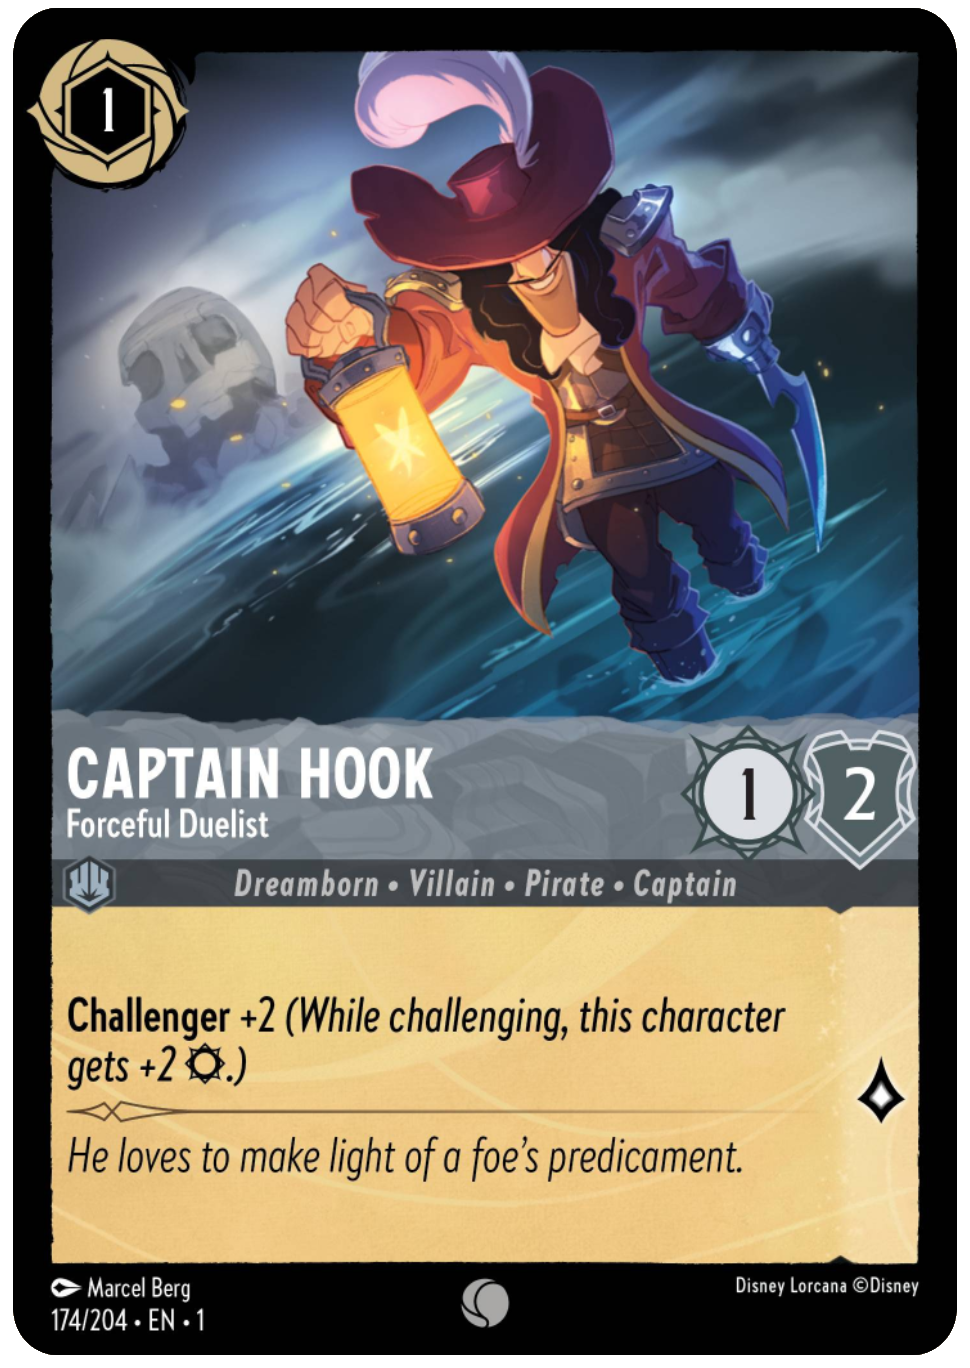 1
CAPTAIN HOOK
Forceful Duelist
1
2
Dreamborn • Villain • Pirate • Captain
Challenger +2 (While challenging, this character
gets +2 .)
He loves to make light of a foe's predicament.
Marcel Berg
174/204 • EN • 1
Disney Lorcana ©Disney